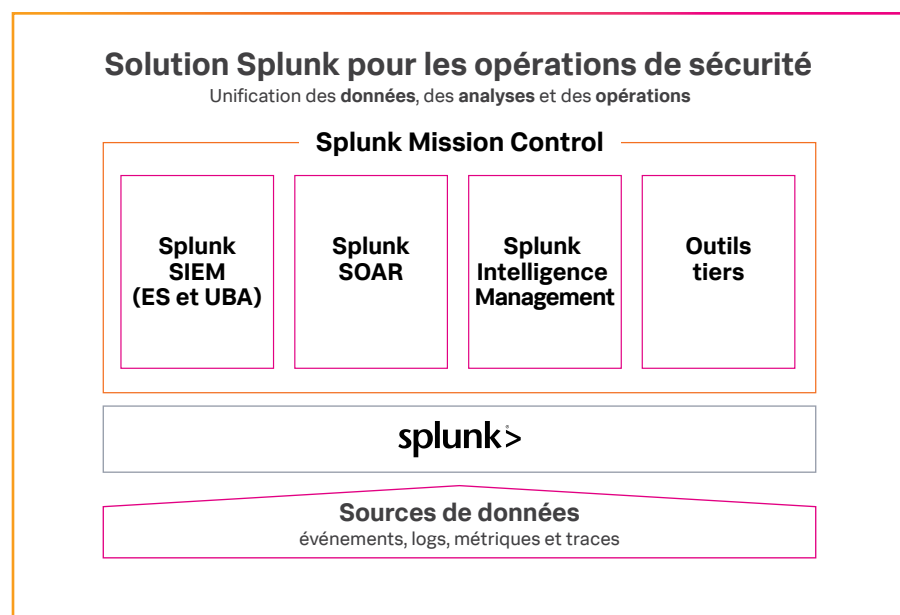 Solution Splunk pour les opérations de sécurité
Unification des données, des analyses et des opérations
Splunk Mission Control
Splunk
SIEM
(ES et UBA)
Splunk
SOAR
Splunk
Intelligence
Management
Outils
tiers
splunk>
Sources de données
événements, logs, métriques et traces